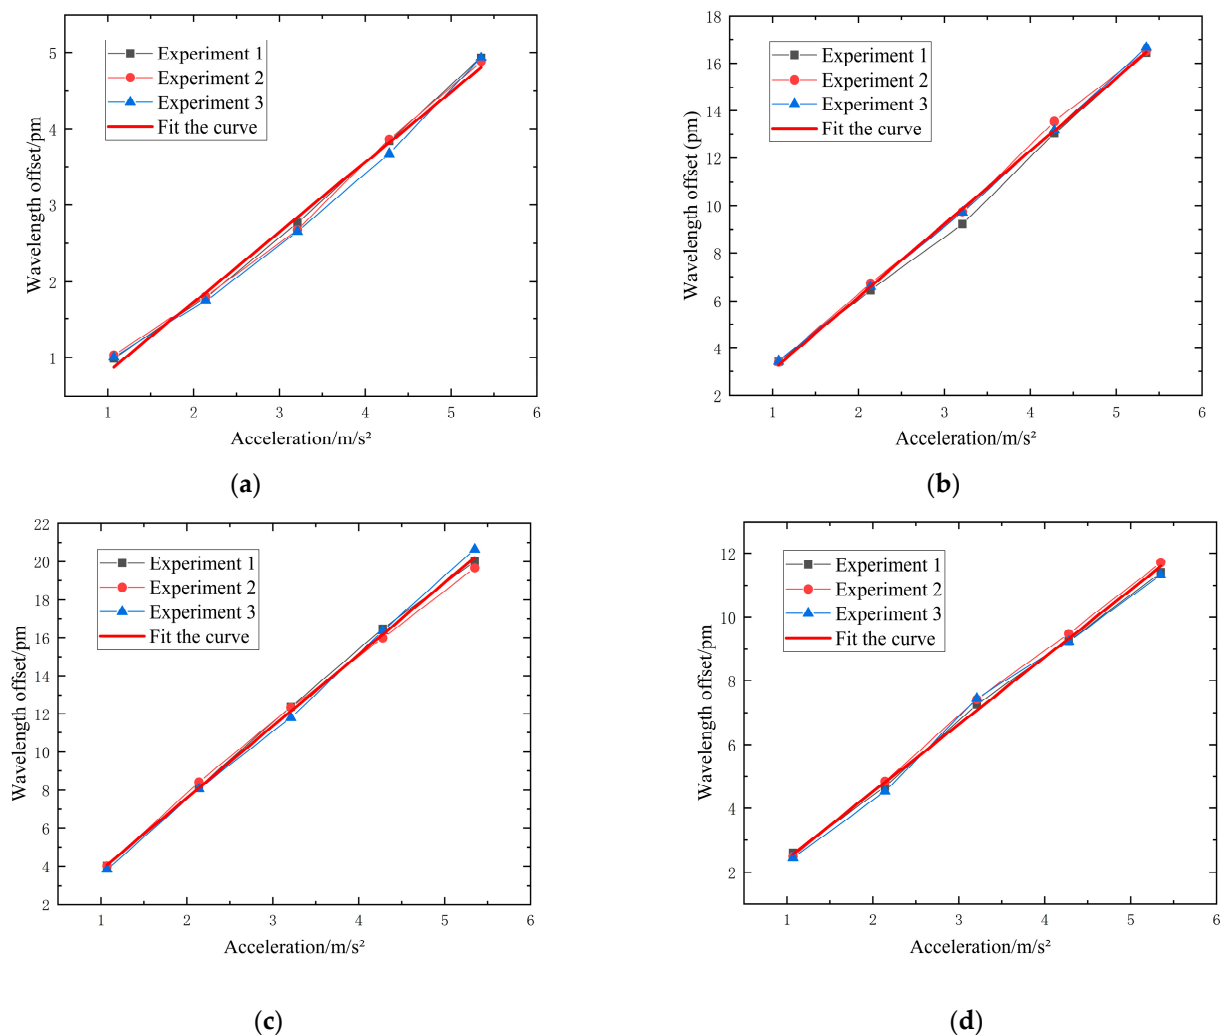 Experiment 1
Experiment 2
Experiment 3
Fit the curve
5
4
3
2
1
Wavelength offset/pm
1 2 3 4 5 6
Acceleration/m/s²
(a)
Experiment 1
Experiment 2
Experiment 3
Fit the curve
18
16
14
12
10
8
6
4
2
Wavelength offset (pm)
1 2 3 4 5 6
Acceleration/m/s²
(b)
Experiment 1
Experiment 2
Experiment 3
Fit the curve
22
20
18
16
14
12
10
8
6
4
2
Wavelength offset/pm
1 2 3 4 5 6
Acceleration/m/s²
(c)
Experiment 1
Experiment 2
Experiment 3
Fit the curve
12
10
8
6
4
2
Wavelength offset/pm
1 2 3 4 5 6
Acceleration/m/s²
(d)